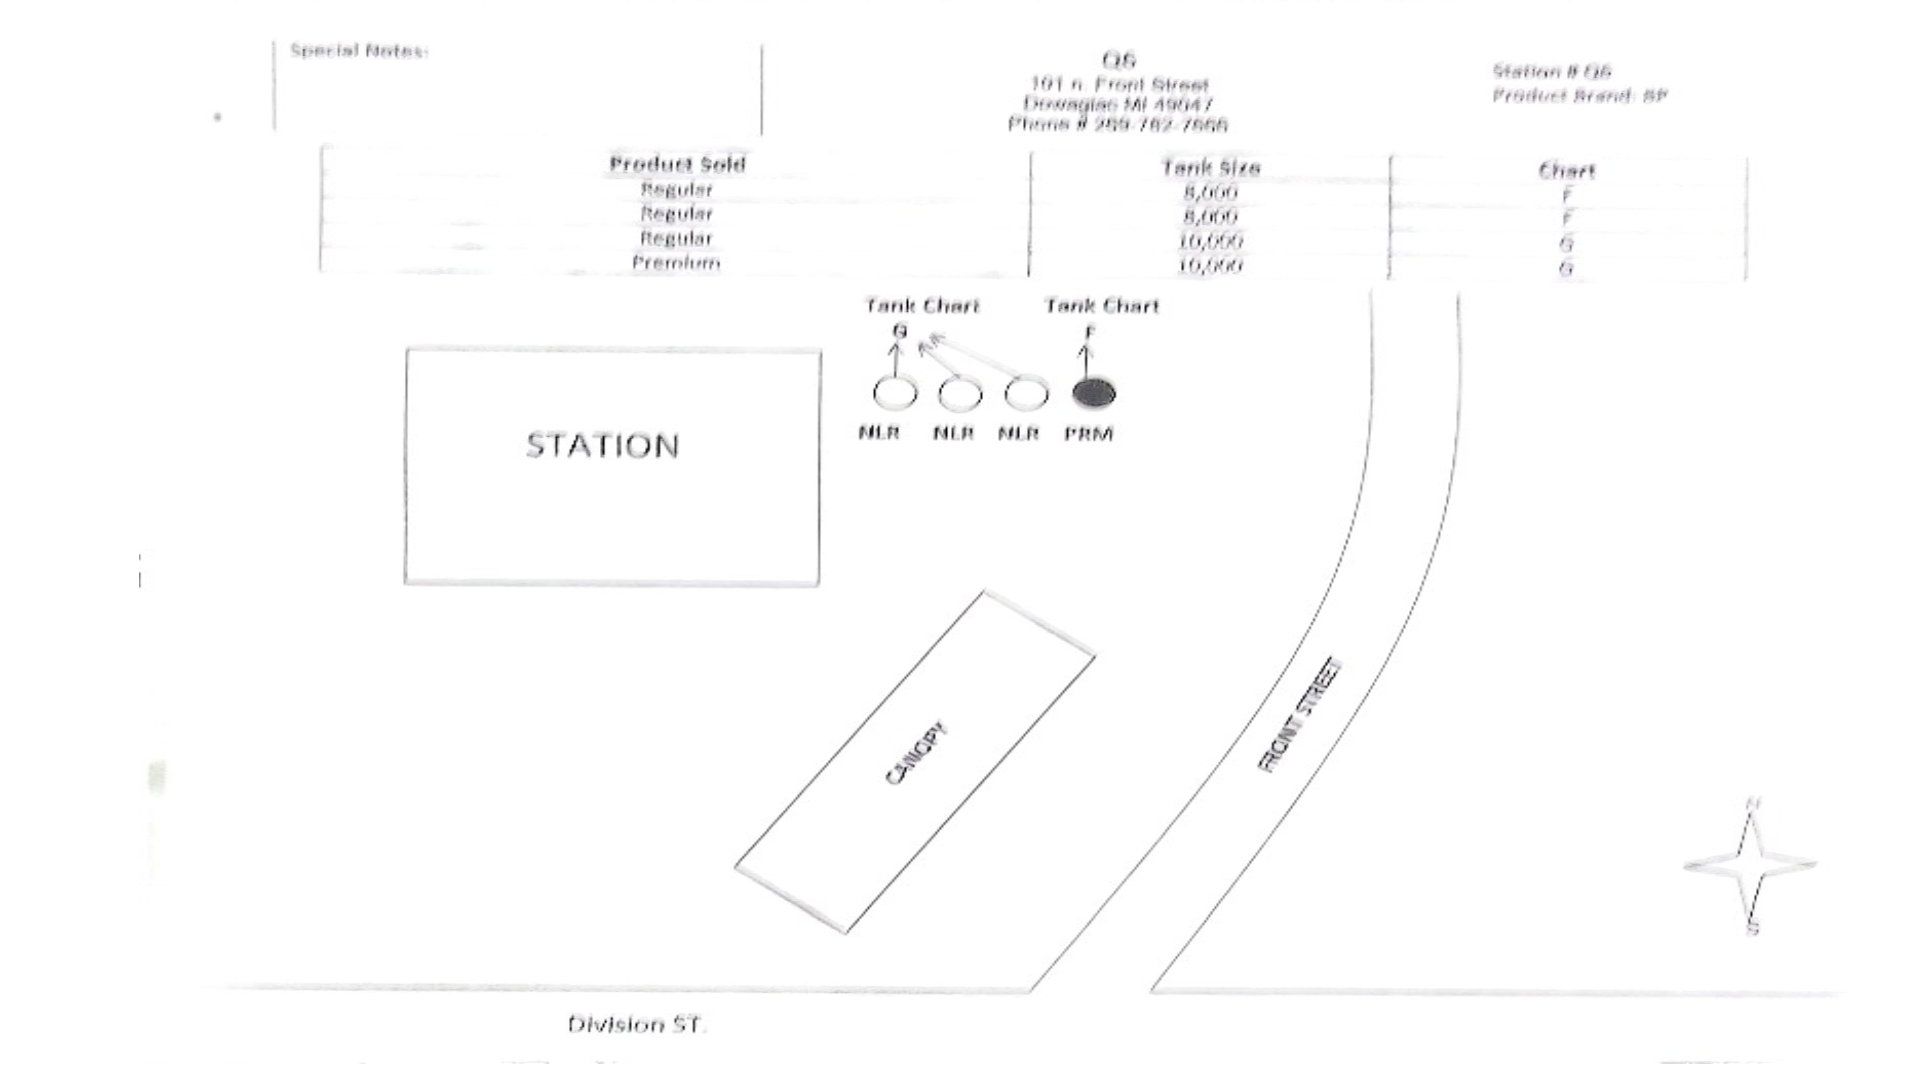 Special Notes:
Q6
101 n. Front Street
Dowagiac MI 49047
Phone # 269-782-7666
Station # Q6
Product Brand: BP
Product Sold Tank Size Chart
Regular 8,000 F
Regular 8,000 F
Regular 10,000 G
Premium 10,000 G
Tank Chart Tank Chart
G F
NLR NLR NLR PRM
STATION
CANOPY
FRONT STREET
N
S
Division ST.